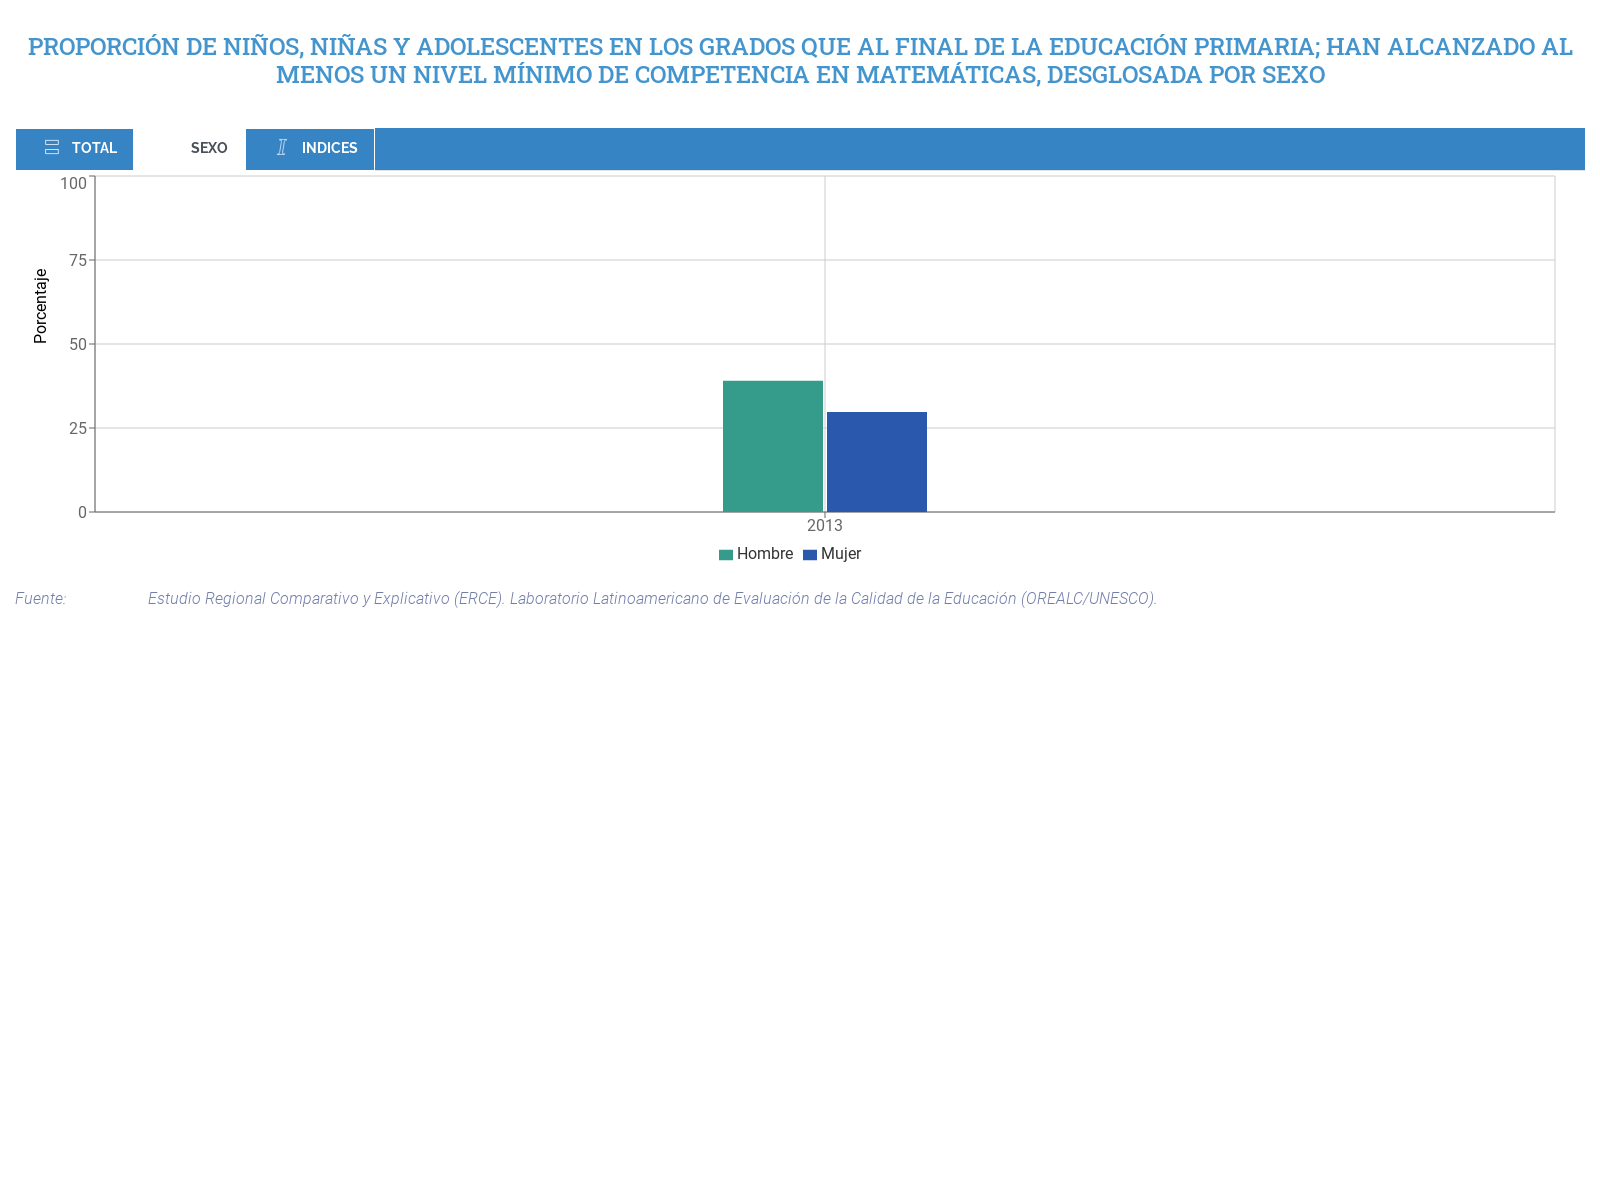 PROPORCIÓN DE NIÑOS, NIÑAS Y ADOLESCENTES EN LOS GRADOS QUE AL FINAL DE LA EDUCACIÓN PRIMARIA; HAN ALCANZADO AL
MENOS UN NIVEL MÍNIMO DE COMPETENCIA EN MATEMÁTICAS, DESGLOSADA POR SEXO
TOTAL SEXO INDICES
Porcentaje
100
75
50
25
0
2013
Hombre Mujer
Fuente: Estudio Regional Comparativo y Explicativo (ERCE). Laboratorio Latinoamericano de Evaluación de la Calidad de la Educación (OREALC/UNESCO).